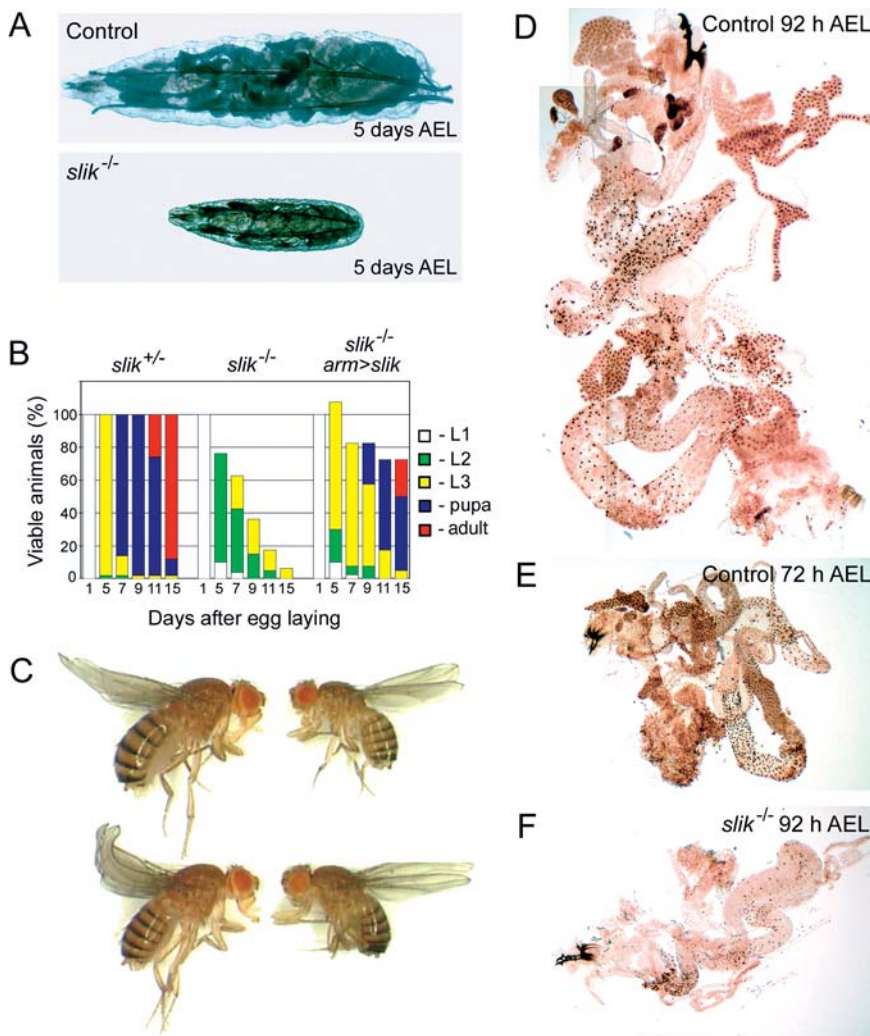 A
Control
5 days AEL
slik-/-
5 days AEL
B
slik+/-
slik-/-
slik-/-
arm>slik
Viable animals (%)
100
80
60
40
20
0
- L1
- L2
- L3
- pupa
- adult
1 5 7 9 11 15 1 5 7 9 11 15 1 5 7 9 11 15
Days after egg laying
C
D
Control 92 h AEL
E
Control 72 h AEL
F
slik-/- 92 h AEL